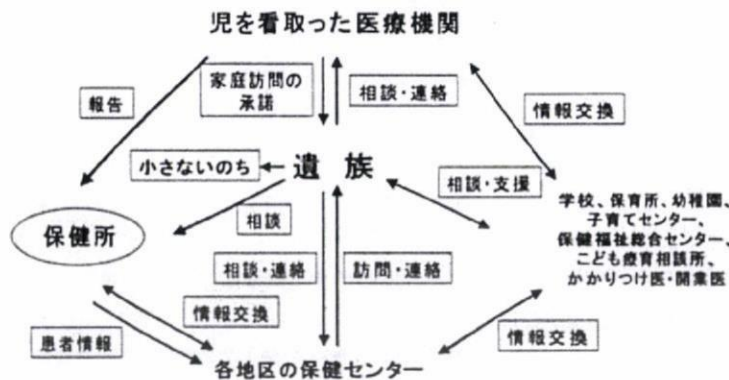 児を看取った医療機関
報告
家庭訪問の
承諾
相談・連絡
情報交換
小さないのち
遺 族
相談・支援
学校、保育所、幼稚園、
子育てセンター、
保健福祉総合センター、
こども療育相談所、
かかりつけ医・開業医
保健所
相談
相談・連絡
訪問・連絡
情報交換
患者情報
情報交換
各地区の保健センター